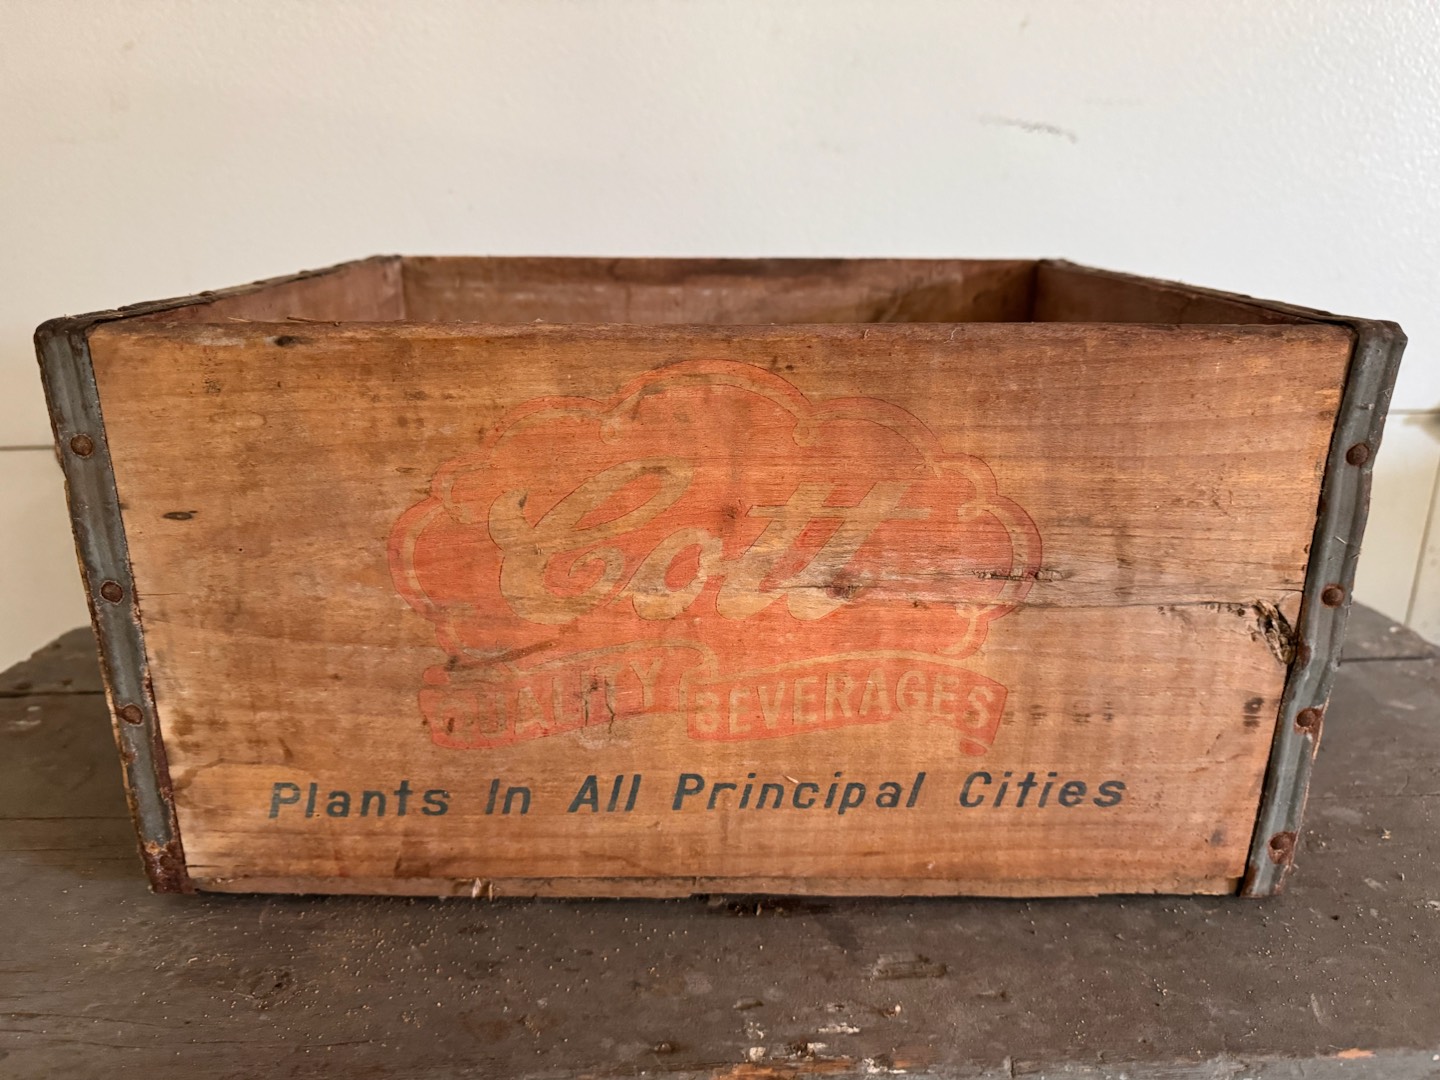 Cott
QUALITY BEVERAGES
Plants In All Principal Cities